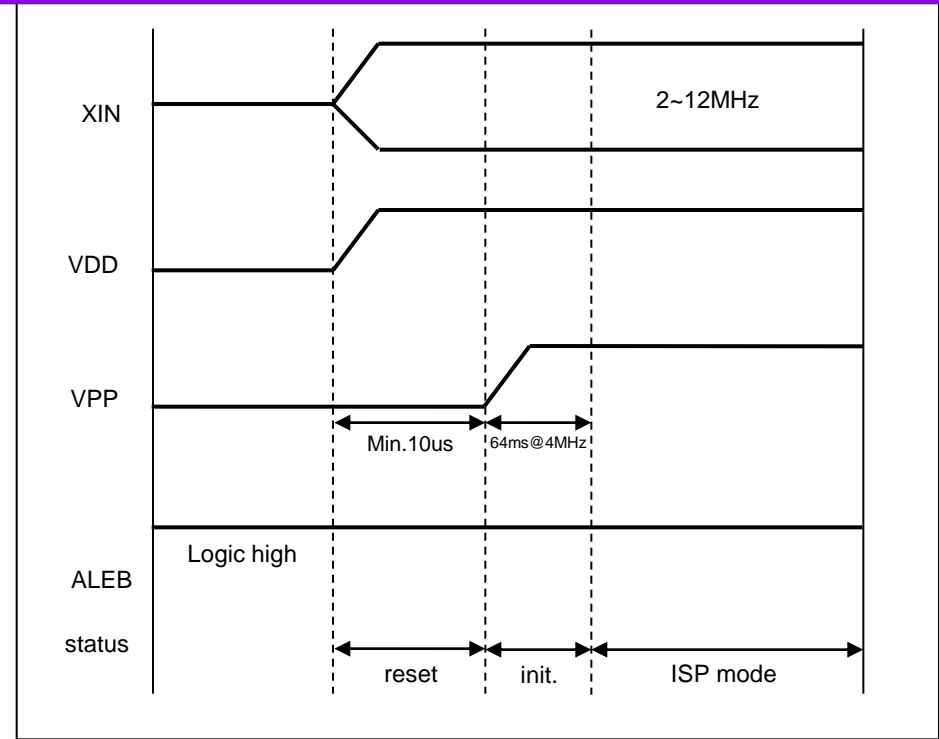 XIN
2~12MHz
VDD
VPP
Min.10us
64ms@4MHz
Logic high
ALEB
status
reset
init.
ISP mode